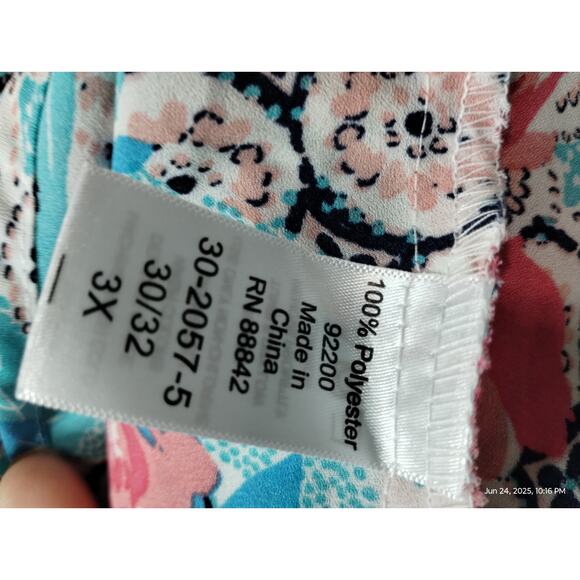 100% Polyester
92200
Made in
China
RN 88842
30-2057-5
30/32
3X
Jun 24, 2025, 10:16 PM